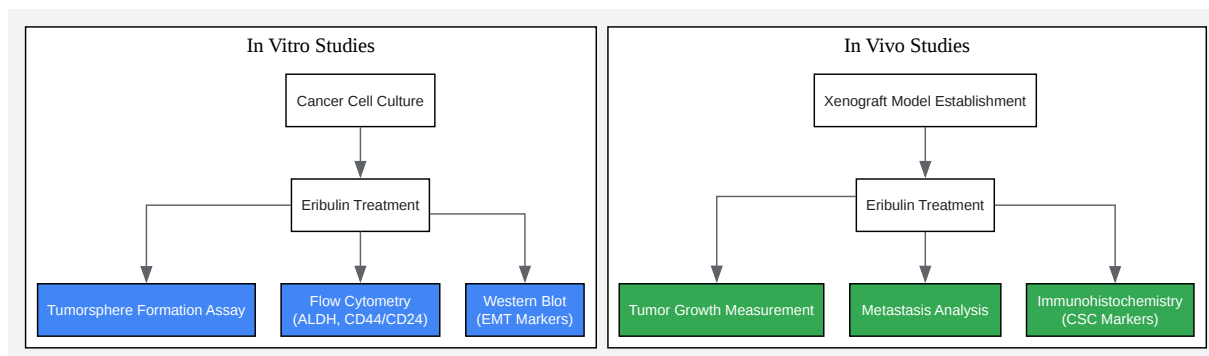 In Vitro Studies
Cancer Cell Culture
Eribulin Treatment
Tumorsphere Formation Assay
Flow Cytometry
(ALDH, CD44/CD24)
Western Blot
(EMT Markers)
In Vivo Studies
Xenograft Model Establishment
Eribulin Treatment
Tumor Growth Measurement
Metastasis Analysis
Immunohistochemistry
(CSC Markers)